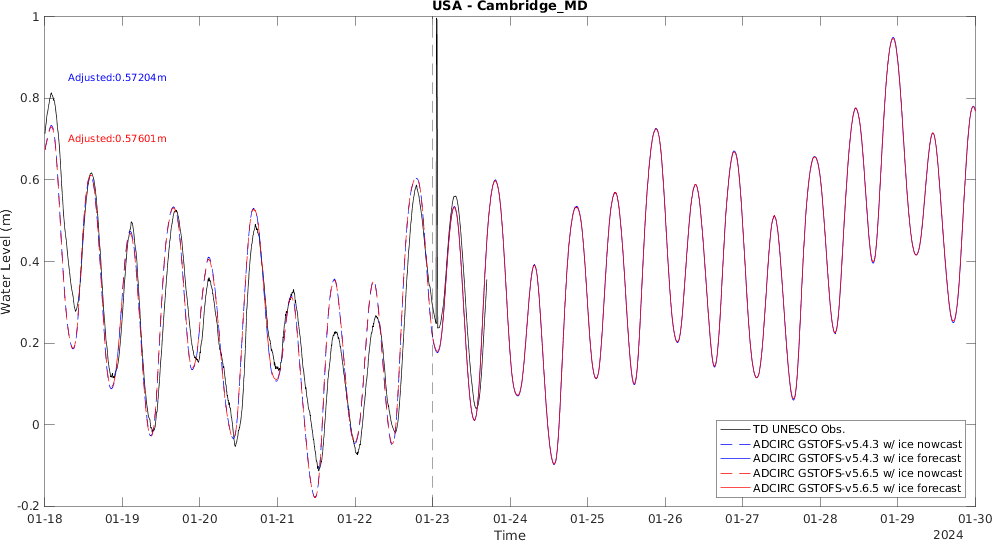 USA - Cambridge_MD
Adjusted:0.57204m
Adjusted:0.57601m
Water Level (m)
1
0.8
0.6
0.4
0.2
0
-0.2
01-18
01-19
01-20
01-21
01-22
01-23
01-24
01-25
01-26
01-27
01-28
01-29
01-30
Time
2024
TD UNESCO Obs.
ADCIRC GSTOFS-v5.4.3 w/ ice nowcast
ADCIRC GSTOFS-v5.4.3 w/ ice forecast
ADCIRC GSTOFS-v5.6.5 w/ ice nowcast
ADCIRC GSTOFS-v5.6.5 w/ ice forecast